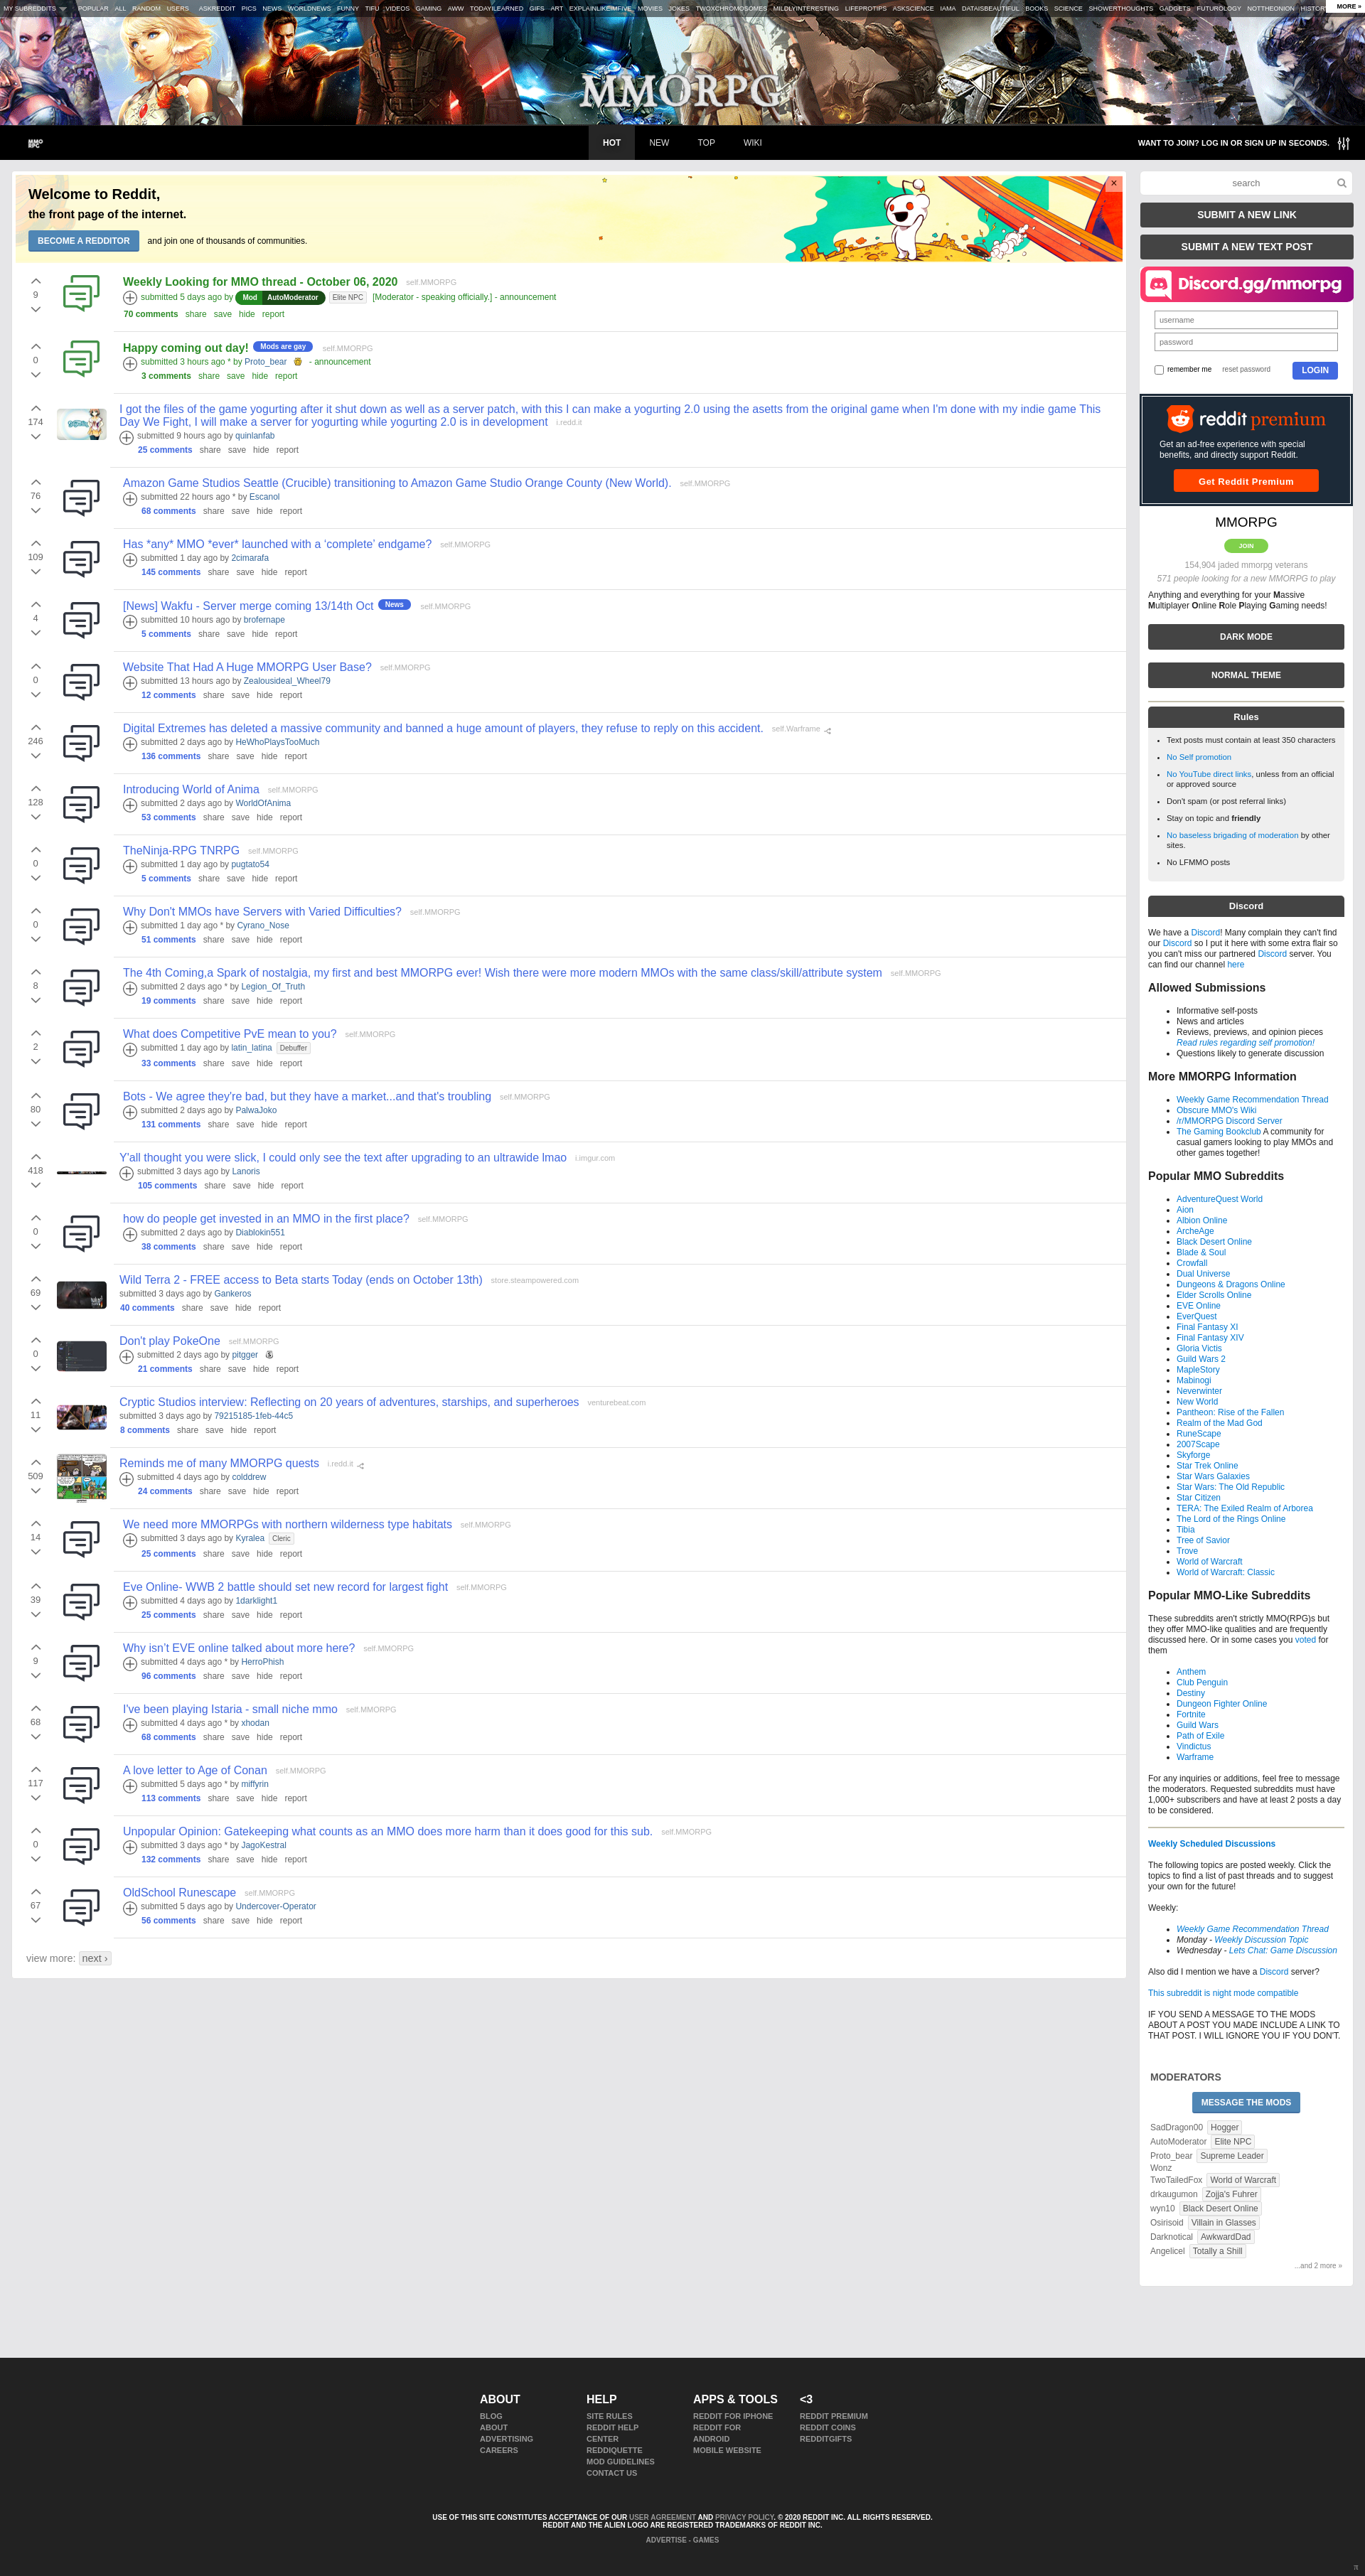 MY SUBREDDITS POPULAR ALL RANDOM USERS ASKREDDIT PICS NEWS WORLDNEWS FUNNY TIFU VIDEOS GAMING AWW TODAYILEARNED GIFS ART EXPLAINLIKEIMFIVE MOVIES JOKES TWOXCHROMOSOMES MILDLYINTERESTING LIFEPROTIPS ASKSCIENCE IAMA DATAISBEAUTIFUL BOOKS SCIENCE SHOWERTHOUGHTS GADGETS FUTUROLOGY NOTTHEONION HISTORY MORE »
MMORPG
MMO RPG
HOT NEW TOP WIKI
WANT TO JOIN? LOG IN OR SIGN UP IN SECONDS.
Welcome to Reddit,
the front page of the internet.
BECOME A REDDITOR and join one of thousands of communities.
×
9
Weekly Looking for MMO thread - October 06, 2020 self.MMORPG
submitted 5 days ago by Mod AutoModerator Elite NPC [Moderator - speaking officially.] - announcement
70 comments share save hide report
0
Happy coming out day! Mods are gay self.MMORPG
submitted 3 hours ago * by Proto_bear - announcement
3 comments share save hide report
174
I got the files of the game yogurting after it shut down as well as a server patch, with this I can make a yogurting 2.0 using the asetts from the original game when I'm done with my indie game This
Day We Fight, I will make a server for yogurting while yogurting 2.0 is in development i.redd.it
submitted 9 hours ago by quinlanfab
25 comments share save hide report
76
Amazon Game Studios Seattle (Crucible) transitioning to Amazon Game Studio Orange County (New World). self.MMORPG
submitted 22 hours ago * by Escanol
68 comments share save hide report
109
Has *any* MMO *ever* launched with a ‘complete’ endgame? self.MMORPG
submitted 1 day ago by 2cimarafa
145 comments share save hide report
4
[News] Wakfu - Server merge coming 13/14th Oct News self.MMORPG
submitted 10 hours ago by brofernape
5 comments share save hide report
0
Website That Had A Huge MMORPG User Base? self.MMORPG
submitted 13 hours ago by Zealousideal_Wheel79
12 comments share save hide report
246
Digital Extremes has deleted a massive community and banned a huge amount of players, they refuse to reply on this accident. self.Warframe
submitted 2 days ago by HeWhoPlaysTooMuch
136 comments share save hide report
128
Introducing World of Anima self.MMORPG
submitted 2 days ago by WorldOfAnima
53 comments share save hide report
0
TheNinja-RPG TNRPG self.MMORPG
submitted 1 day ago by pugtato54
5 comments share save hide report
0
Why Don't MMOs have Servers with Varied Difficulties? self.MMORPG
submitted 1 day ago * by Cyrano_Nose
51 comments share save hide report
8
The 4th Coming,a Spark of nostalgia, my first and best MMORPG ever! Wish there were more modern MMOs with the same class/skill/attribute system self.MMORPG
submitted 2 days ago * by Legion_Of_Truth
19 comments share save hide report
2
What does Competitive PvE mean to you? self.MMORPG
submitted 1 day ago by latin_latina Debuffer
33 comments share save hide report
80
Bots - We agree they're bad, but they have a market...and that's troubling self.MMORPG
submitted 2 days ago by PalwaJoko
131 comments share save hide report
418
Y'all thought you were slick, I could only see the text after upgrading to an ultrawide lmao i.imgur.com
submitted 3 days ago by Lanoris
105 comments share save hide report
0
how do people get invested in an MMO in the first place? self.MMORPG
submitted 2 days ago by Diablokin551
38 comments share save hide report
69
Wild Terra 2 - FREE access to Beta starts Today (ends on October 13th) store.steampowered.com
submitted 3 days ago by Gankeros
40 comments share save hide report
0
Don't play PokeOne self.MMORPG
submitted 2 days ago by pitgger
21 comments share save hide report
11
Cryptic Studios interview: Reflecting on 20 years of adventures, starships, and superheroes venturebeat.com
submitted 3 days ago by 79215185-1feb-44c5
8 comments share save hide report
509
Reminds me of many MMORPG quests i.redd.it
submitted 4 days ago by colddrew
24 comments share save hide report
14
We need more MMORPGs with northern wilderness type habitats self.MMORPG
submitted 3 days ago by Kyralea Cleric
25 comments share save hide report
39
Eve Online- WWB 2 battle should set new record for largest fight self.MMORPG
submitted 4 days ago by 1darklight1
25 comments share save hide report
9
Why isn’t EVE online talked about more here? self.MMORPG
submitted 4 days ago * by HerroPhish
96 comments share save hide report
68
I've been playing Istaria - small niche mmo self.MMORPG
submitted 4 days ago * by xhodan
68 comments share save hide report
117
A love letter to Age of Conan self.MMORPG
submitted 5 days ago * by miffyrin
113 comments share save hide report
0
Unpopular Opinion: Gatekeeping what counts as an MMO does more harm than it does good for this sub. self.MMORPG
submitted 3 days ago * by JagoKestral
132 comments share save hide report
67
OldSchool Runescape self.MMORPG
submitted 5 days ago by Undercover-Operator
56 comments share save hide report
view more: next ›
search
SUBMIT A NEW LINK
SUBMIT A NEW TEXT POST
Discord.gg/mmorpg
username
password
remember me reset password LOGIN
reddit premium
Get an ad-free experience with special
benefits, and directly support Reddit.
Get Reddit Premium
MMORPG
JOIN
154,904 jaded mmorpg veterans
571 people looking for a new MMORPG to play
Anything and everything for your Massive
Multiplayer Online Role Playing Gaming needs!
DARK MODE
NORMAL THEME
Rules
Text posts must contain at least 350 characters
No Self promotion
No YouTube direct links, unless from an official
or approved source
Don't spam (or post referral links)
Stay on topic and friendly
No baseless brigading of moderation by other
sites.
No LFMMO posts
Discord
We have a Discord! Many complain they can't find
our Discord so I put it here with some extra flair so
you can't miss our partnered Discord server. You
can find our channel here
Allowed Submissions
Informative self-posts
News and articles
Reviews, previews, and opinion pieces
Read rules regarding self promotion!
Questions likely to generate discussion
More MMORPG Information
Weekly Game Recommendation Thread
Obscure MMO's Wiki
/r/MMORPG Discord Server
The Gaming Bookclub A community for
casual gamers looking to play MMOs and
other games together!
Popular MMO Subreddits
AdventureQuest World
Aion
Albion Online
ArcheAge
Black Desert Online
Blade & Soul
Crowfall
Dual Universe
Dungeons & Dragons Online
Elder Scrolls Online
EVE Online
EverQuest
Final Fantasy XI
Final Fantasy XIV
Gloria Victis
Guild Wars 2
MapleStory
Mabinogi
Neverwinter
New World
Pantheon: Rise of the Fallen
Realm of the Mad God
RuneScape
2007Scape
Skyforge
Star Trek Online
Star Wars Galaxies
Star Wars: The Old Republic
Star Citizen
TERA: The Exiled Realm of Arborea
The Lord of the Rings Online
Tibia
Tree of Savior
Trove
World of Warcraft
World of Warcraft: Classic
Popular MMO-Like Subreddits
These subreddits aren't strictly MMO(RPG)s but
they offer MMO-like qualities and are frequently
discussed here. Or in some cases you voted for
them
Anthem
Club Penguin
Destiny
Dungeon Fighter Online
Fortnite
Guild Wars
Path of Exile
Vindictus
Warframe
For any inquiries or additions, feel free to message
the moderators. Requested subreddits must have
1,000+ subscribers and have at least 2 posts a day
to be considered.
Weekly Scheduled Discussions
The following topics are posted weekly. Click the
topics to find a list of past threads and to suggest
your own for the future!
Weekly:
Weekly Game Recommendation Thread
Monday - Weekly Discussion Topic
Wednesday - Lets Chat: Game Discussion
Also did I mention we have a Discord server?
This subreddit is night mode compatible
IF YOU SEND A MESSAGE TO THE MODS
ABOUT A POST YOU MADE INCLUDE A LINK TO
THAT POST. I WILL IGNORE YOU IF YOU DON'T.
MODERATORS
MESSAGE THE MODS
SadDragon00 Hogger
AutoModerator Elite NPC
Proto_bear Supreme Leader
Wonz
TwoTailedFox World of Warcraft
drkaugumon Zojja's Fuhrer
wyn10 Black Desert Online
Osirisoid Villain in Glasses
Darknotical AwkwardDad
Angelicel Totally a Shill
...and 2 more »
ABOUT
BLOG
ABOUT
ADVERTISING
CAREERS
HELP
SITE RULES
REDDIT HELP
CENTER
REDDIQUETTE
MOD GUIDELINES
CONTACT US
APPS & TOOLS
REDDIT FOR IPHONE
REDDIT FOR
ANDROID
MOBILE WEBSITE
<3
REDDIT PREMIUM
REDDIT COINS
REDDITGIFTS
USE OF THIS SITE CONSTITUTES ACCEPTANCE OF OUR USER AGREEMENT AND PRIVACY POLICY. © 2020 REDDIT INC. ALL RIGHTS RESERVED.
REDDIT AND THE ALIEN LOGO ARE REGISTERED TRADEMARKS OF REDDIT INC.
ADVERTISE - GAMES
π